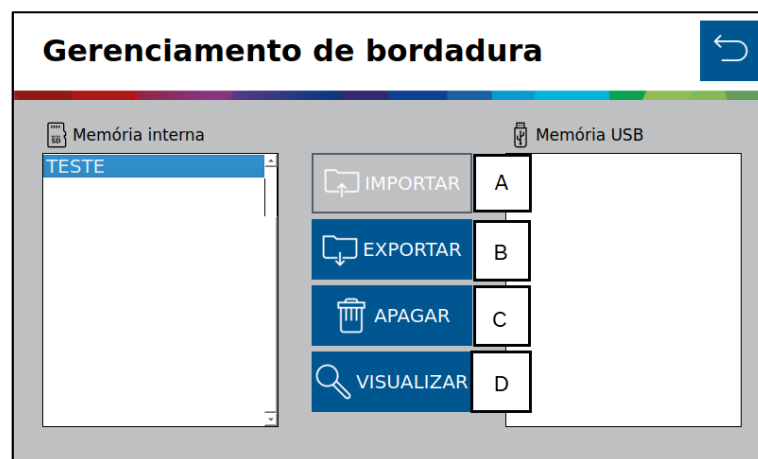 Gerenciamento de bordadura
Memória interna
Memória USB
TESTE
IMPORTAR A
EXPORTAR B
APAGAR C
VISUALIZAR D